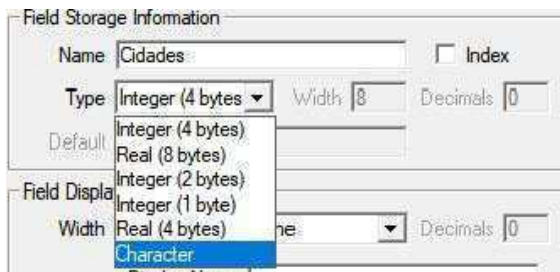 Field Storage Information
Name Cidades Index
Type Integer (4 bytes Width 8 Decimals 0
Integer (4 bytes)
Default
Real (8 bytes)
Integer (2 bytes)
Field Displa
Integer (1 byte)
Width Real (4 bytes) ne Decimals 0
Character